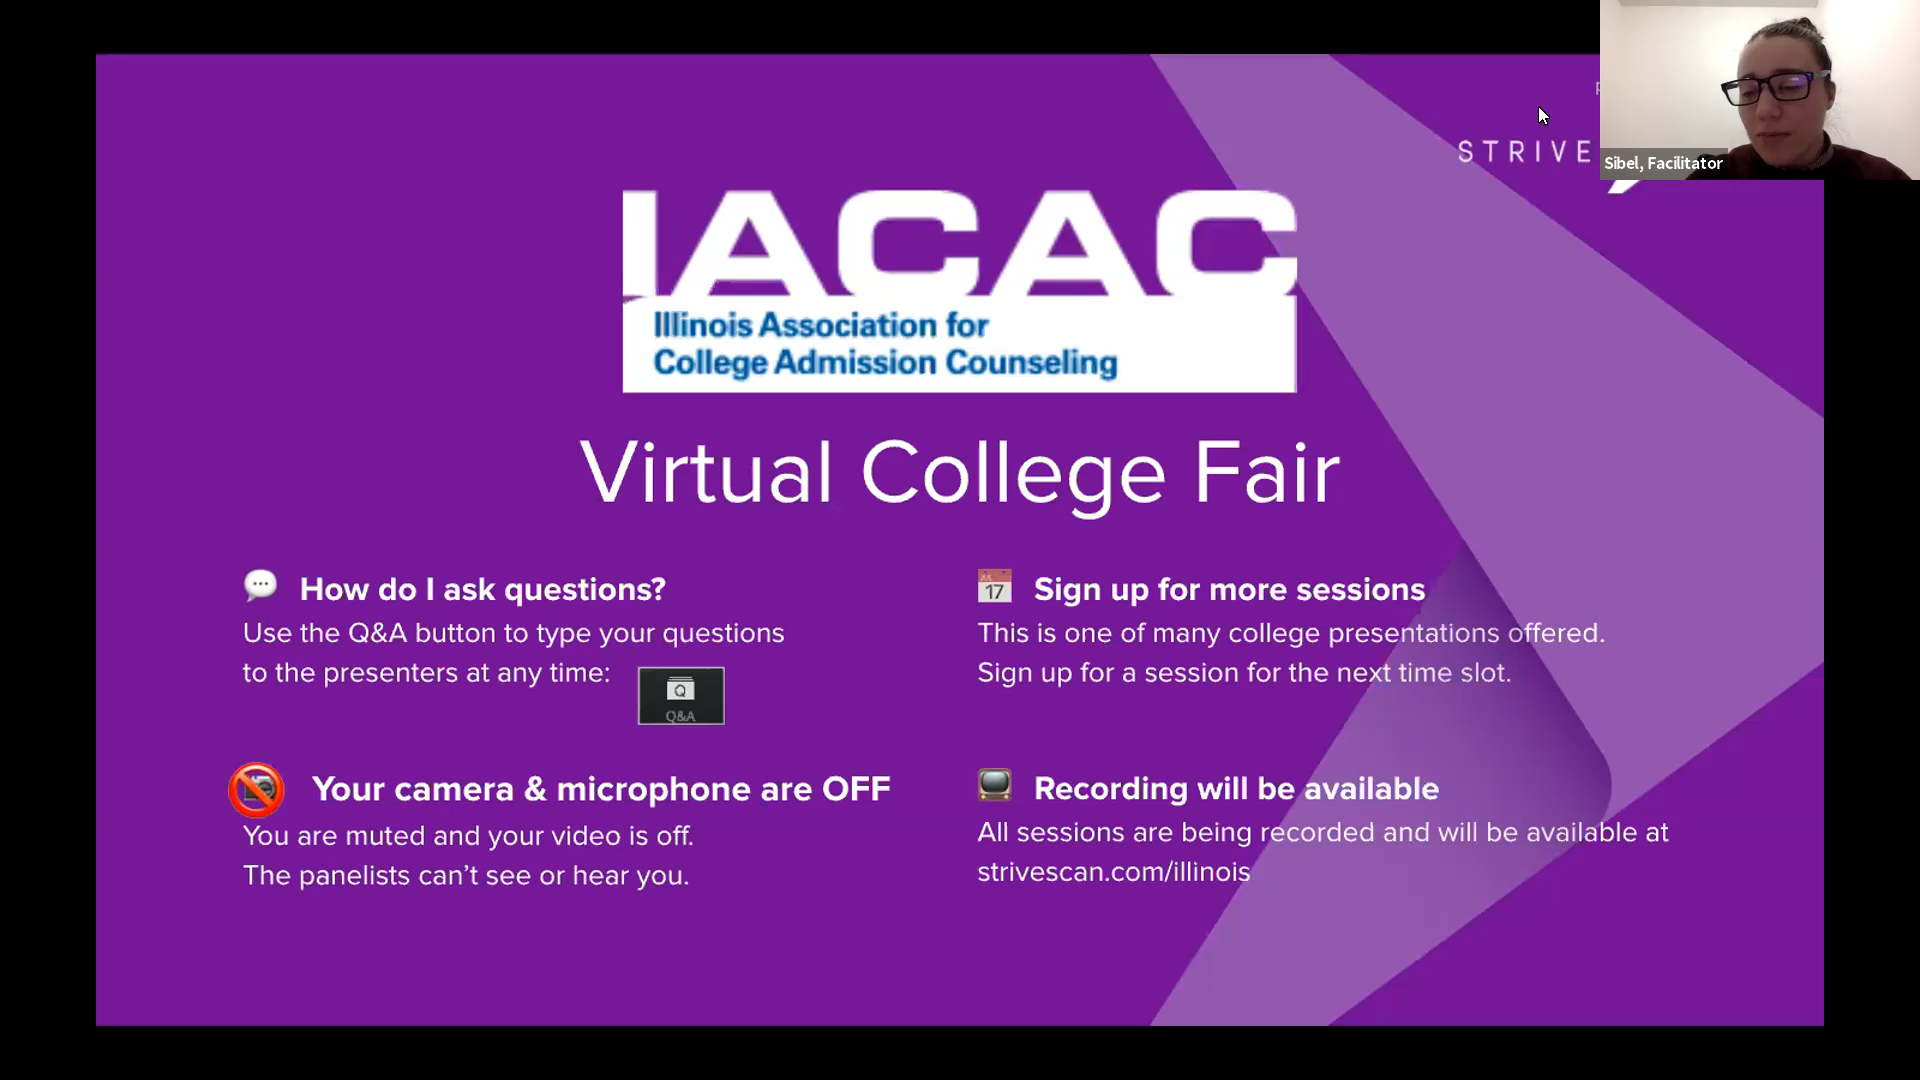 STRIVE
Sibel, Facilitator
IACAC
Illinois Association for
College Admission Counseling
Virtual College Fair
How do I ask questions?
Use the Q&A button to type your questions
to the presenters at any time:
Q
Q&A
Your camera & microphone are OFF
You are muted and your video is off.
The panelists can’t see or hear you.
17
Sign up for more sessions
This is one of many college presentations offered.
Sign up for a session for the next time slot.
Recording will be available
All sessions are being recorded and will be available at
strivescan.com/illinois